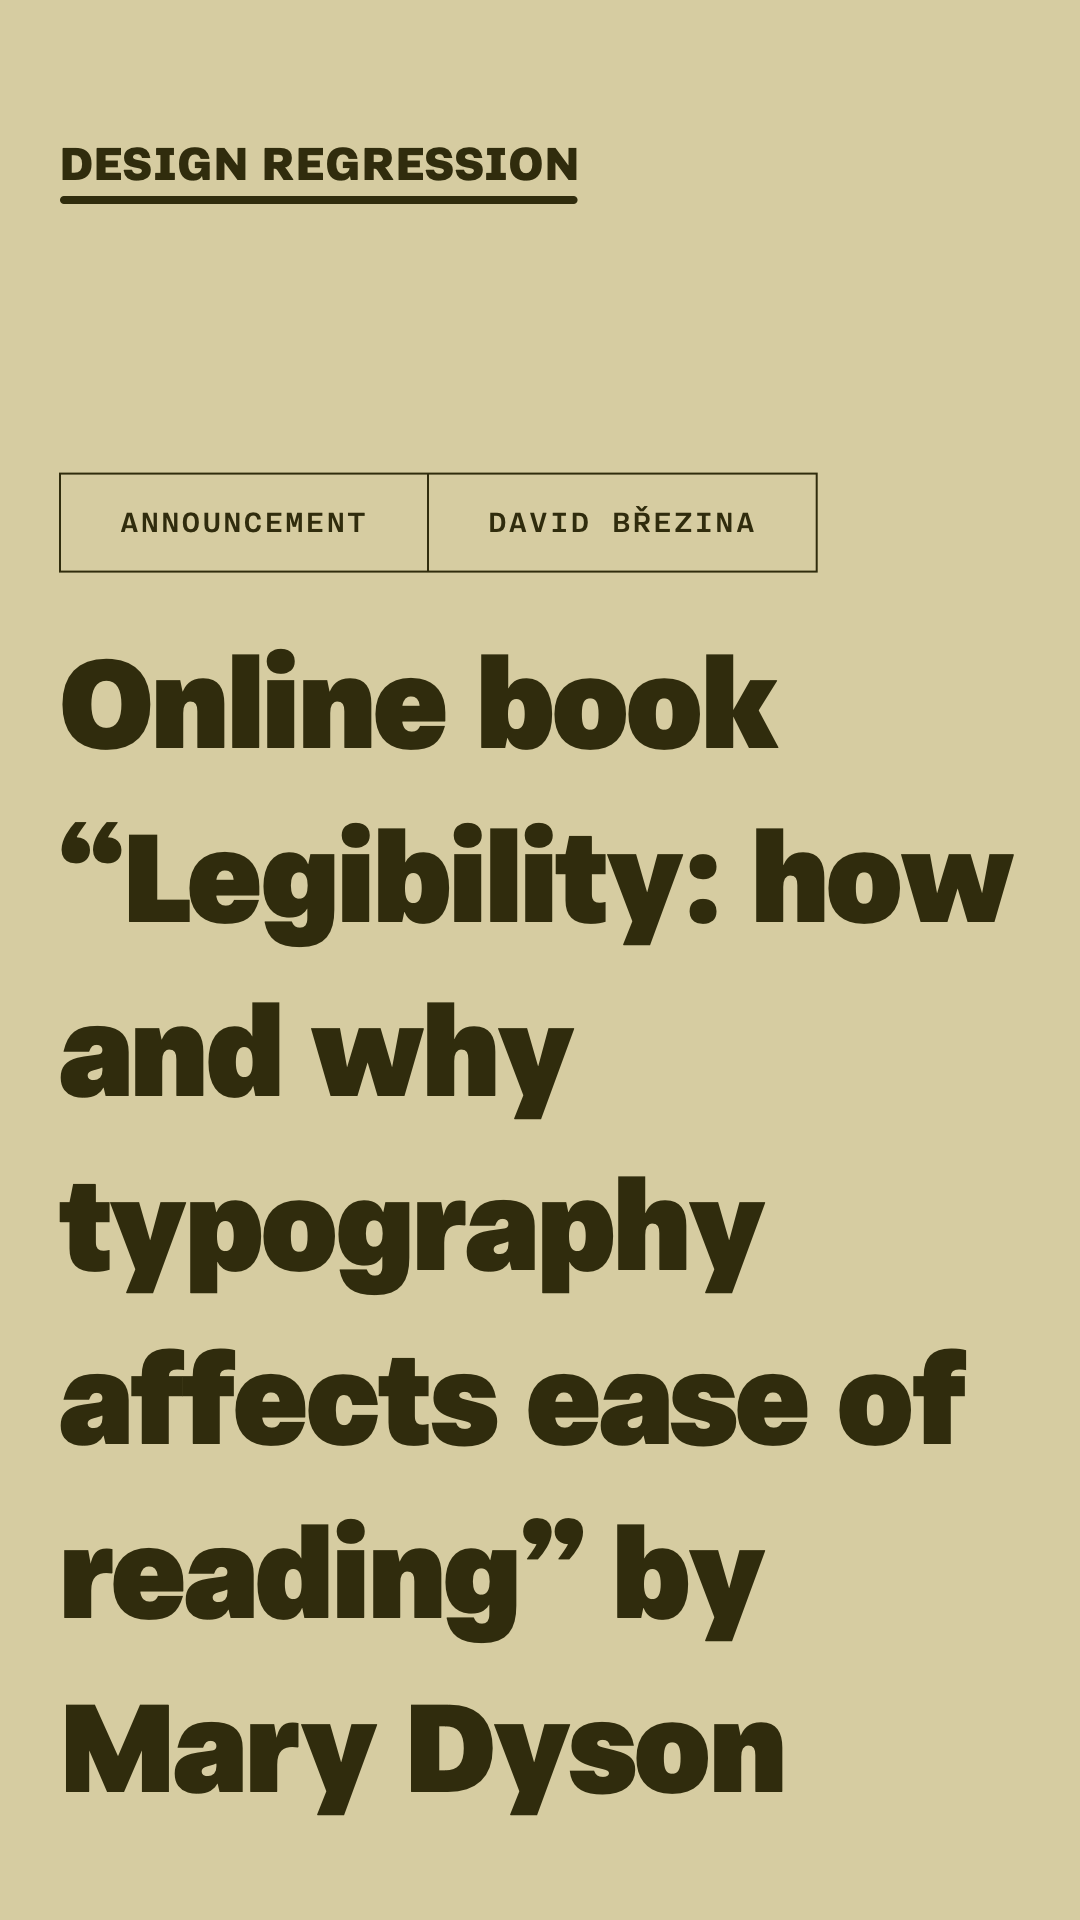 DESIGN REGRESSION
ANNOUNCEMENT DAVID BŘEZINA
Online book
“Legibility: how
and why
typography
affects ease of
reading” by
Mary Dyson